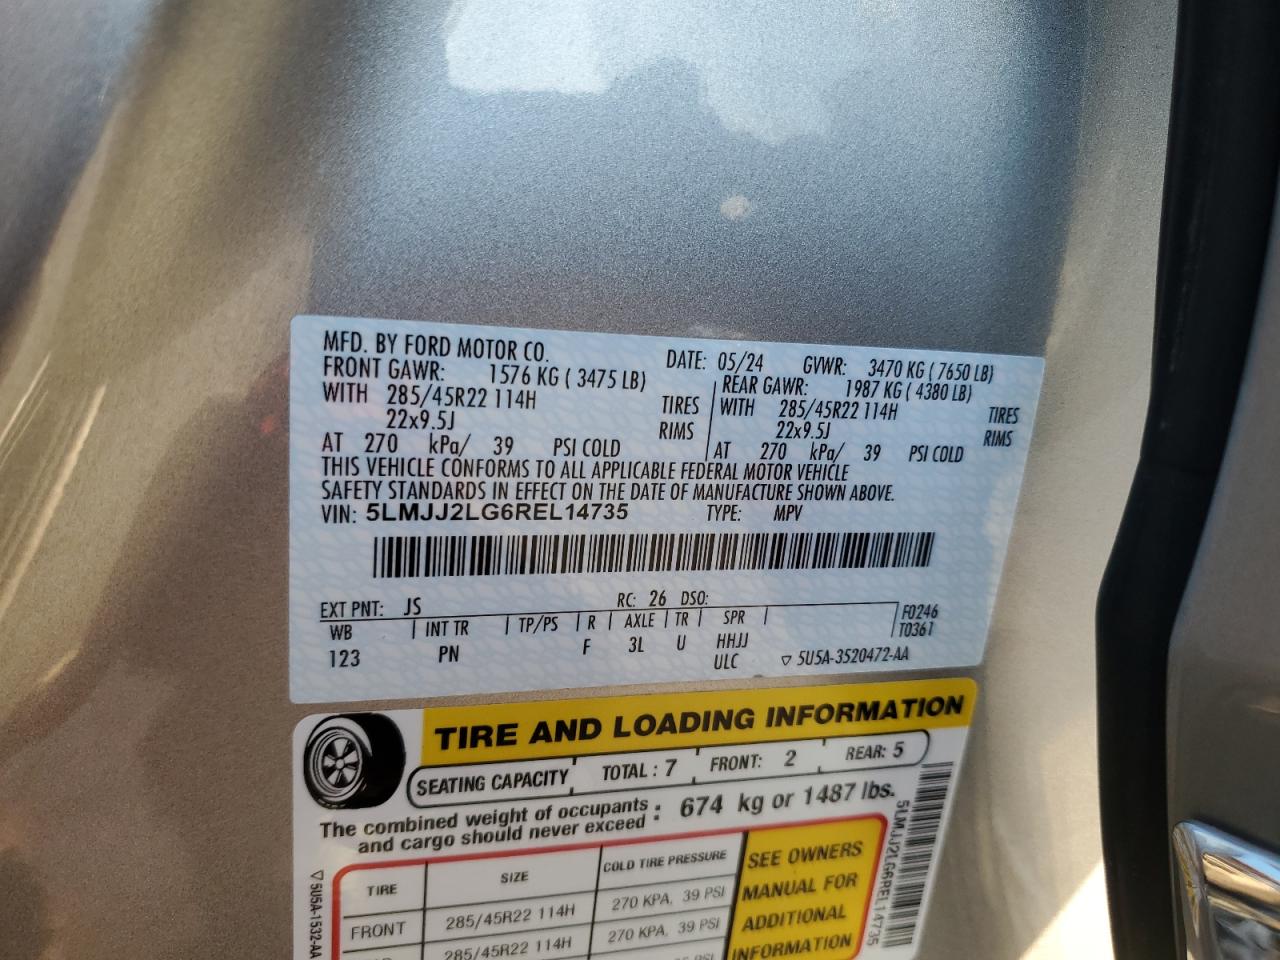 MFD. BY FORD MOTOR CO.
DATE: 05/24 GVWR: 3470 KG ( 7650 LB)
FRONT GAWR: 1576 KG ( 3475 LB) REAR GAWR: 1987 KG ( 4380 LB)
WITH 285/45R22 114H TIRES WITH 285/45R22 114H TIRES
22x9.5J RIMS 22x9.5J RIMS
AT 270 kPa/ 39 PSI COLD AT 270 kPa/ 39 PSI COLD
THIS VEHICLE CONFORMS TO ALL APPLICABLE FEDERAL MOTOR VEHICLE
SAFETY STANDARDS IN EFFECT ON THE DATE OF MANUFACTURE SHOWN ABOVE.
VIN: 5LMJJ2LG6REL14735 TYPE: MPV
EXT PNT: JS RC: 26 DSO:
WB INT TR TP/PS R AXLE TR SPR F0246
T0361
123 PN F 3L U HHJJ
ULC 5U5A-3520472-AA
TIRE AND LOADING INFORMATION
SEATING CAPACITY TOTAL : 7 FRONT: 2 REAR: 5
The combined weight of occupants
and cargo should never exceed : 674 kg or 1487 lbs.
TIRE SIZE COLD TIRE PRESSURE
FRONT 285/45R22 114H 270 KPA, 39 PSI
285/45R22 114H 270 KPA, 39 PSI
PSI
SEE OWNERS
MANUAL FOR
ADDITIONAL
INFORMATION
5LMJJ2LG6REL14735
5U5A-1532-AA